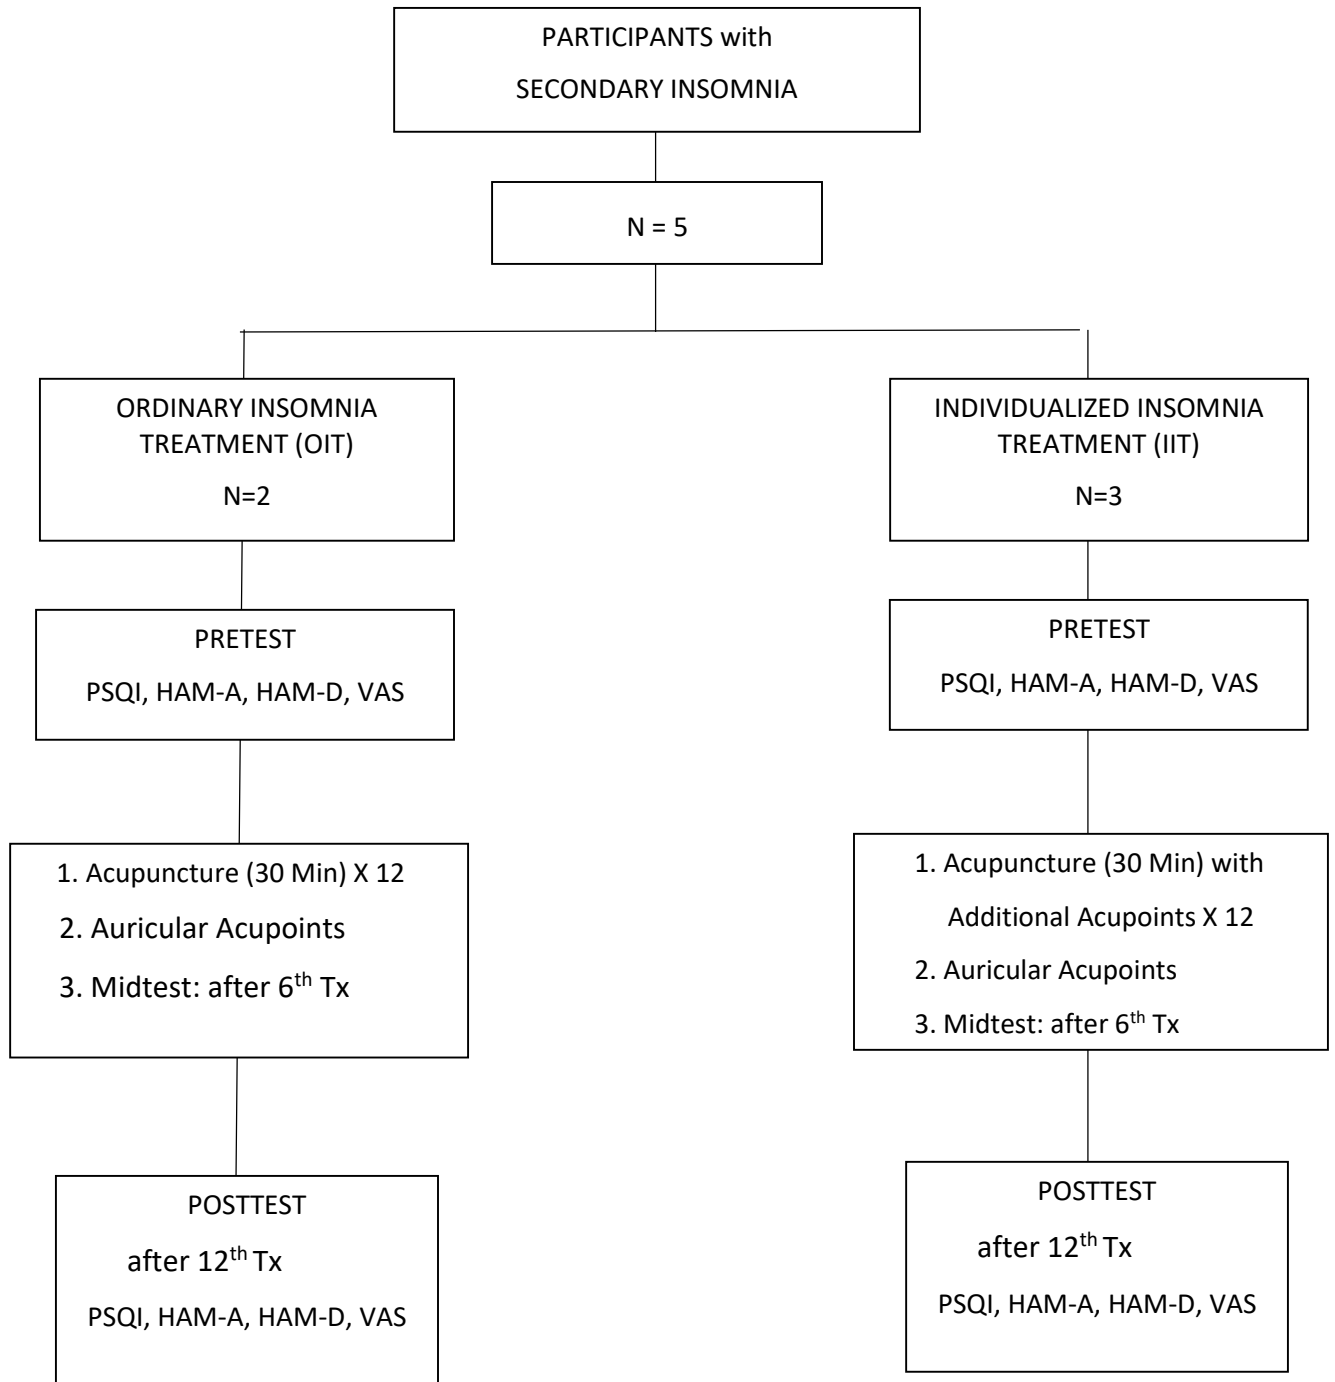 PARTICIPANTS with
SECONDARY INSOMNIA
N = 5
ORDINARY INSOMNIA
TREATMENT (OIT)
N=2
INDIVIDUALIZED INSOMNIA
TREATMENT (IIT)
N=3
PRETEST
PSQI, HAM-A, HAM-D, VAS
PRETEST
PSQI, HAM-A, HAM-D, VAS
1. Acupuncture (30 Min) X 12
2. Auricular Acupoints
3. Midtest: after 6th Tx
1. Acupuncture (30 Min) with
Additional Acupoints X 12
2. Auricular Acupoints
3. Midtest: after 6th Tx
POSTTEST
after 12th Tx
PSQI, HAM-A, HAM-D, VAS
POSTTEST
after 12th Tx
PSQI, HAM-A, HAM-D, VAS